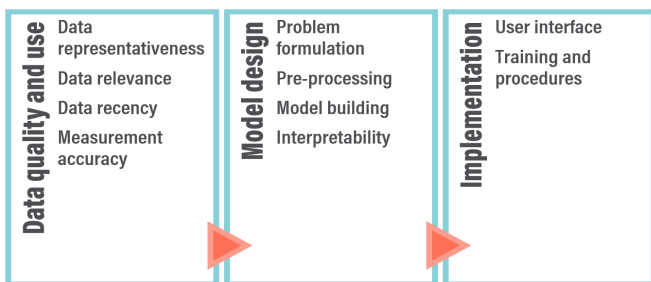 Data quality and use
Data
representativeness
Data relevance
Data recency
Measurement
accuracy
Model design
Problem
formulation
Pre-processing
Model building
Interpretability
Implementation
User interface
Training and
procedures